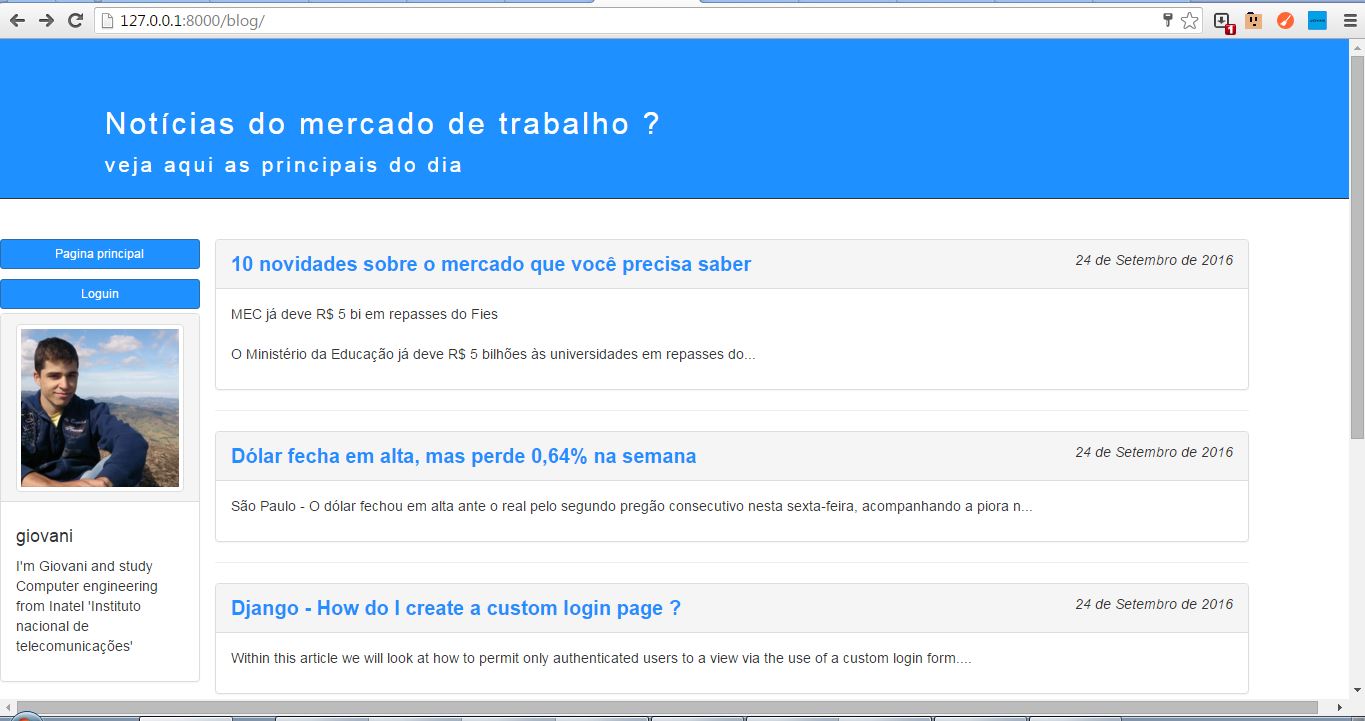 127.0.0.1:8000/blog/
1
Notícias do mercado de trabalho ?
veja aqui as principais do dia
Pagina principal
Loguin
giovani
I'm Giovani and study
Computer engineering
from Inatel 'Instituto
nacional de
telecomunicações'
10 novidades sobre o mercado que você precisa saber
24 de Setembro de 2016
MEC já deve R$ 5 bi em repasses do Fies
O Ministério da Educação já deve R$ 5 bilhões às universidades em repasses do...
Dólar fecha em alta, mas perde 0,64% na semana
24 de Setembro de 2016
São Paulo - O dólar fechou em alta ante o real pelo segundo pregão consecutivo nesta sexta-feira, acompanhando a piora n...
Django - How do I create a custom login page ?
24 de Setembro de 2016
Within this article we will look at how to permit only authenticated users to a view via the use of a custom login form....